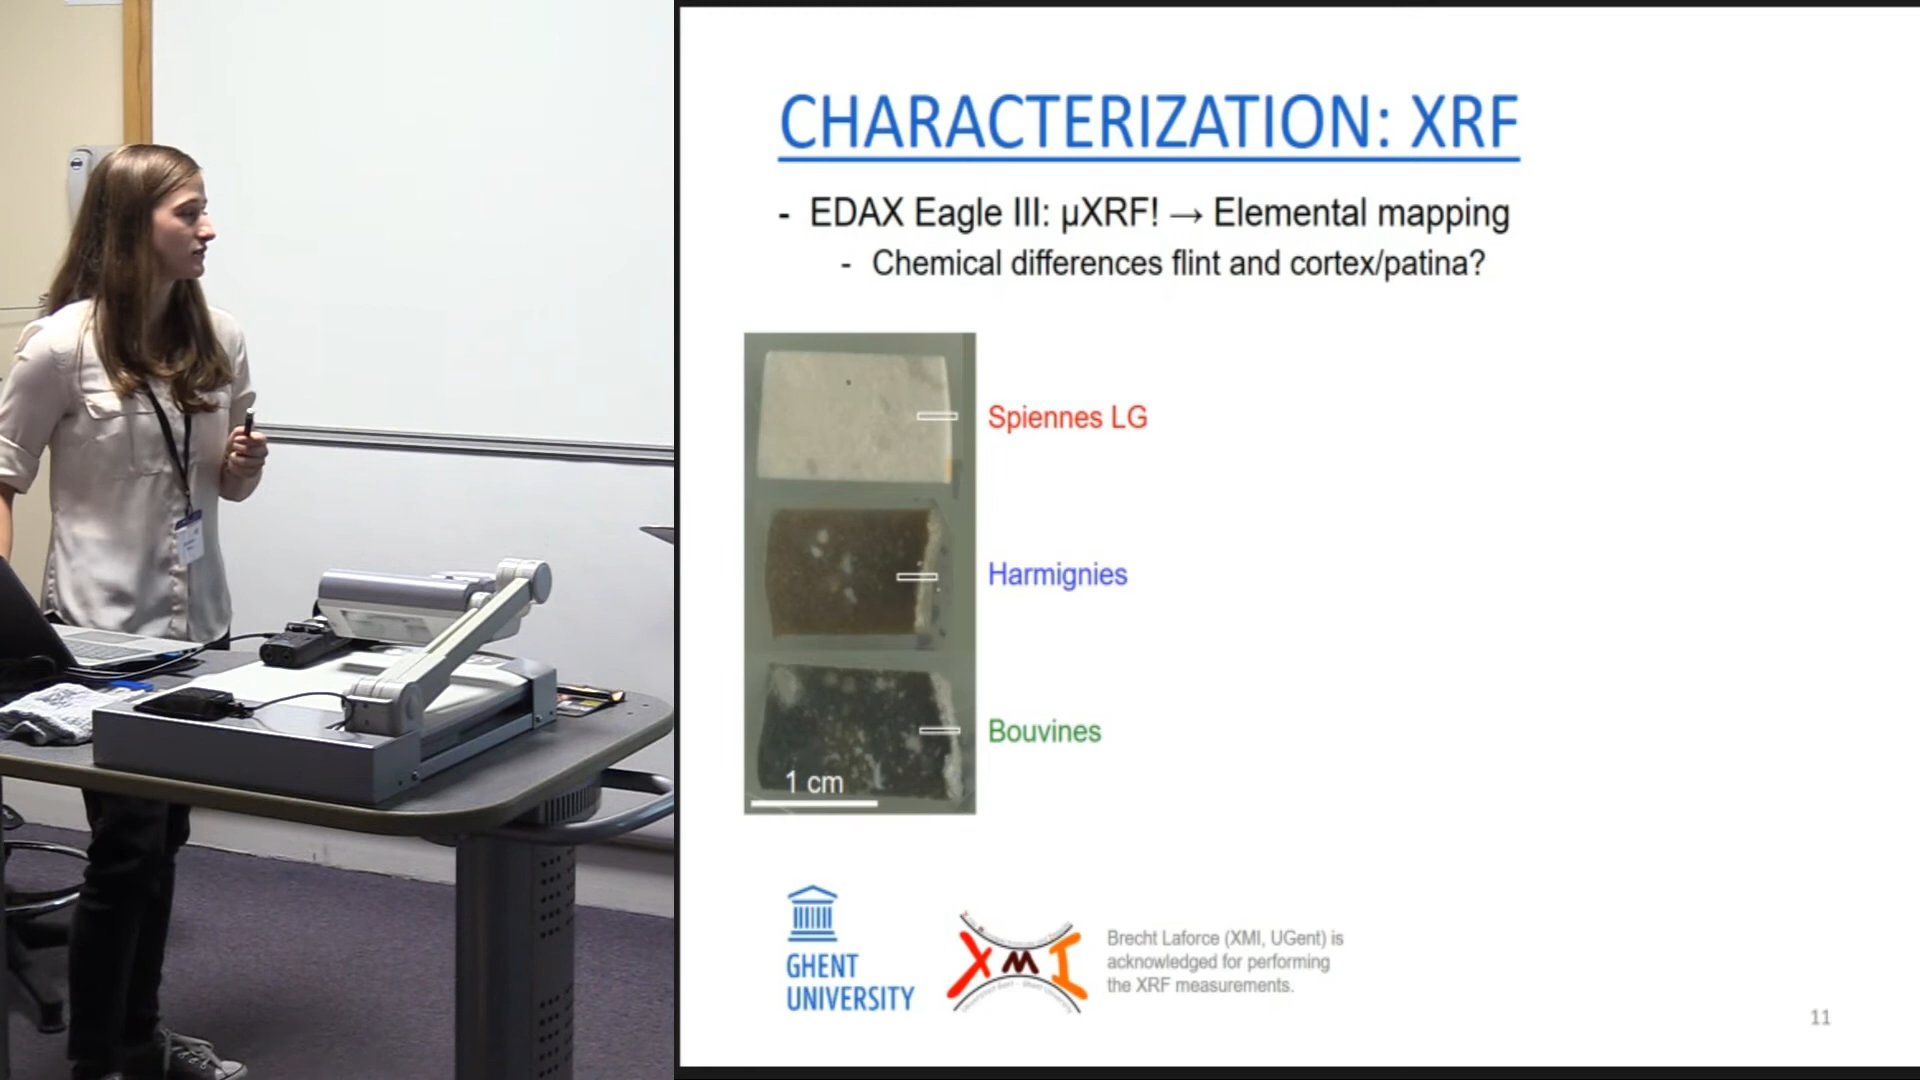 CHARACTERIZATION: XRF
- EDAX Eagle III: µXRF! → Elemental mapping
- Chemical differences flint and cortex/patina?
Spiennes LG
Harmignies
Bouvines
1 cm
GHENT
UNIVERSITY
XMI
Brecht Laforce (XMI, UGent) is
acknowledged for performing
the XRF measurements.
11